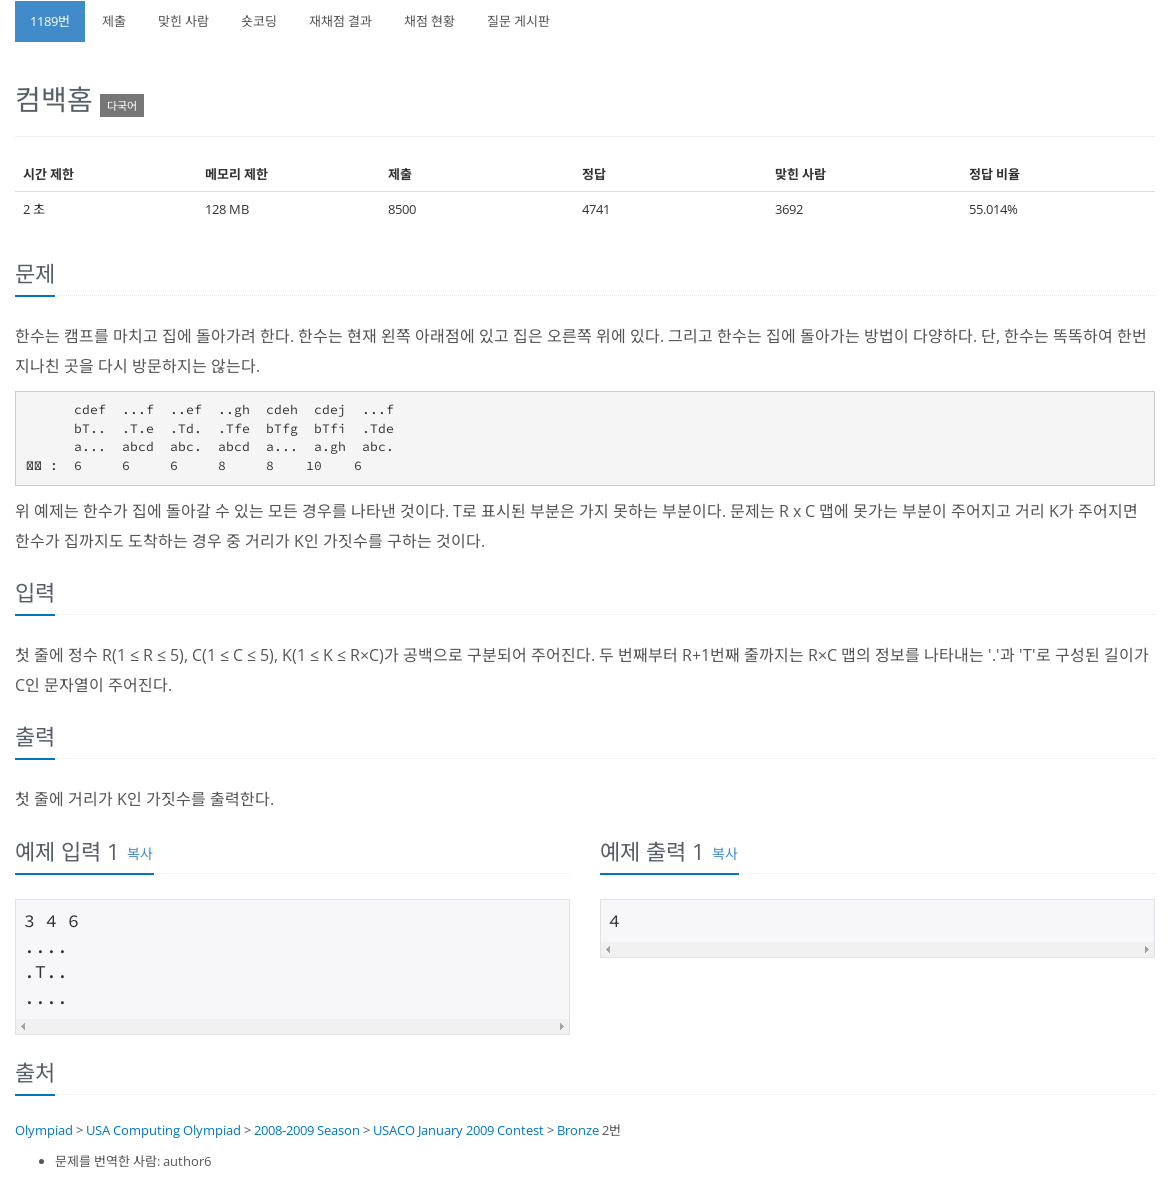 1189번 제출 맞힌 사람 숏코딩 재채점 결과 채점 현황 질문 게시판
컴백홈 다국어
시간 제한 메모리 제한 제출 정답 맞힌 사람 정답 비율
2 초 128 MB 8500 4741 3692 55.014%
문제
한수는 캠프를 마치고 집에 돌아가려 한다. 한수는 현재 왼쪽 아래점에 있고 집은 오른쪽 위에 있다. 그리고 한수는 집에 돌아가는 방법이 다양하다. 단, 한수는 똑똑하여 한번
지나친 곳을 다시 방문하지는 않는다.
cdef  ...f  ..ef  ..gh  cdeh  cdej  ...f
bT..  .T.e  .Td.  .Tfe  bTfg  bTfi  .Tde
a...  abcd  abc.  abcd  a...  a.gh  abc.
:  6     6     6     8     8    10    6
위 예제는 한수가 집에 돌아갈 수 있는 모든 경우를 나타낸 것이다. T로 표시된 부분은 가지 못하는 부분이다. 문제는 R x C 맵에 못가는 부분이 주어지고 거리 K가 주어지면
한수가 집까지도 도착하는 경우 중 거리가 K인 가짓수를 구하는 것이다.
입력
첫 줄에 정수 R(1 ≤ R ≤ 5), C(1 ≤ C ≤ 5), K(1 ≤ K ≤ R×C)가 공백으로 구분되어 주어진다. 두 번째부터 R+1번째 줄까지는 R×C 맵의 정보를 나타내는 '.'과 'T'로 구성된 길이가
C인 문자열이 주어진다.
출력
첫 줄에 거리가 K인 가짓수를 출력한다.
예제 입력 1 복사
3 4 6
....
.T..
....
예제 출력 1 복사
4
출처
Olympiad > USA Computing Olympiad > 2008-2009 Season > USACO January 2009 Contest > Bronze 2번
• 문제를 번역한 사람: author6